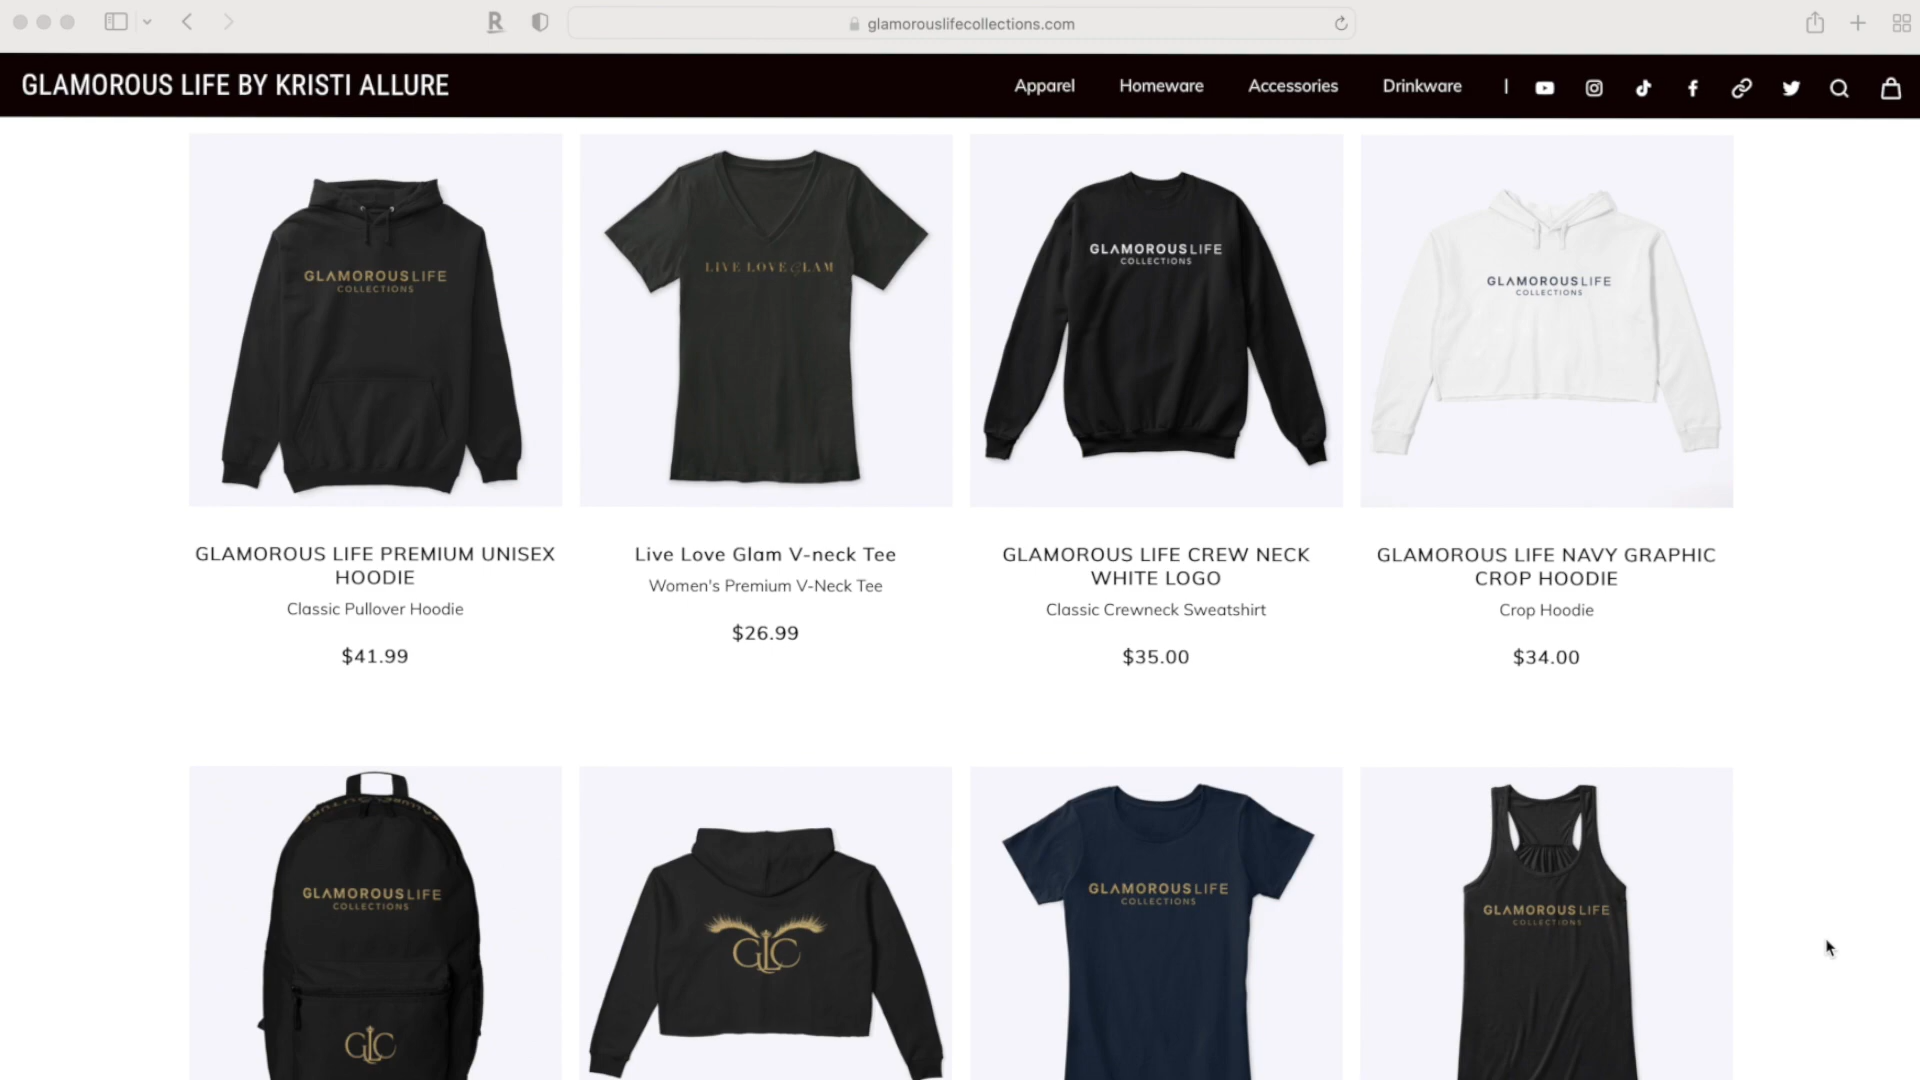 glamorouslifecollections.com
GLAMOROUS LIFE BY KRISTI ALLURE
Apparel Homeware Accessories Drinkware |
GLAMOROUSLIFE
COLLECTIONS
LIVE LOVE GLAM
GLAMOROUSLIFE
COLLECTIONS
GLAMOROUSLIFE
COLLECTIONS
GLAMOROUS LIFE PREMIUM UNISEX
HOODIE
Classic Pullover Hoodie
$41.99
Live Love Glam V-neck Tee
Women's Premium V-Neck Tee
$26.99
GLAMOROUS LIFE CREW NECK
WHITE LOGO
Classic Crewneck Sweatshirt
$35.00
GLAMOROUS LIFE NAVY GRAPHIC
CROP HOODIE
Crop Hoodie
$34.00
GLAMOROUSLIFE
COLLECTIONS
GLC
GLC
GLAMOROUSLIFE
COLLECTIONS
GLAMOROUSLIFE
COLLECTIONS